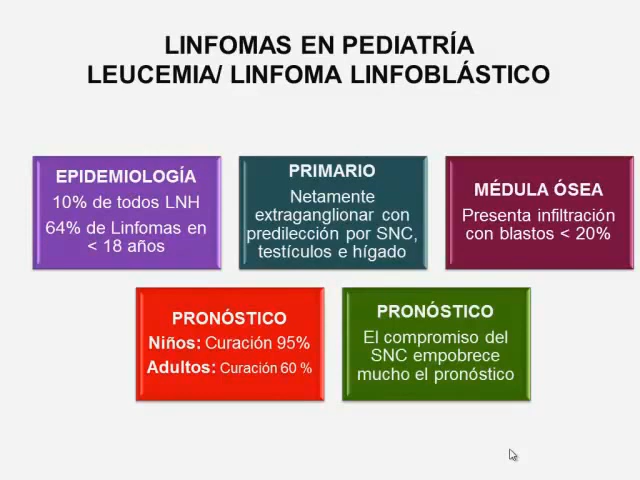 LINFOMAS EN PEDIATRÍA
LEUCEMIA/ LINFOMA LINFOBLÁSTICO
EPIDEMIOLOGÍA
10% de todos LNH
64% de Linfomas en
< 18 años
PRIMARIO
Netamente
extraganglionar con
predilección por SNC,
testículos e hígado
MÉDULA ÓSEA
Presenta infiltración
con blastos < 20%
PRONÓSTICO
Niños: Curación 95%
Adultos: Curación 60 %
PRONÓSTICO
El compromiso del
SNC empobrece
mucho el pronóstico